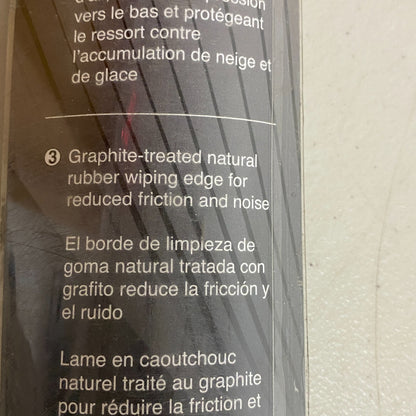 vers le bas et protégeant
le ressort contre
l'accumulation de neige et
de glace
❸ Graphite-treated natural
rubber wiping edge for
reduced friction and noise
El borde de limpieza de
goma natural tratada con
grafito reduce la fricción y
el ruido
Lame en caoutchouc
naturel traité au graphite
pour réduire la friction et